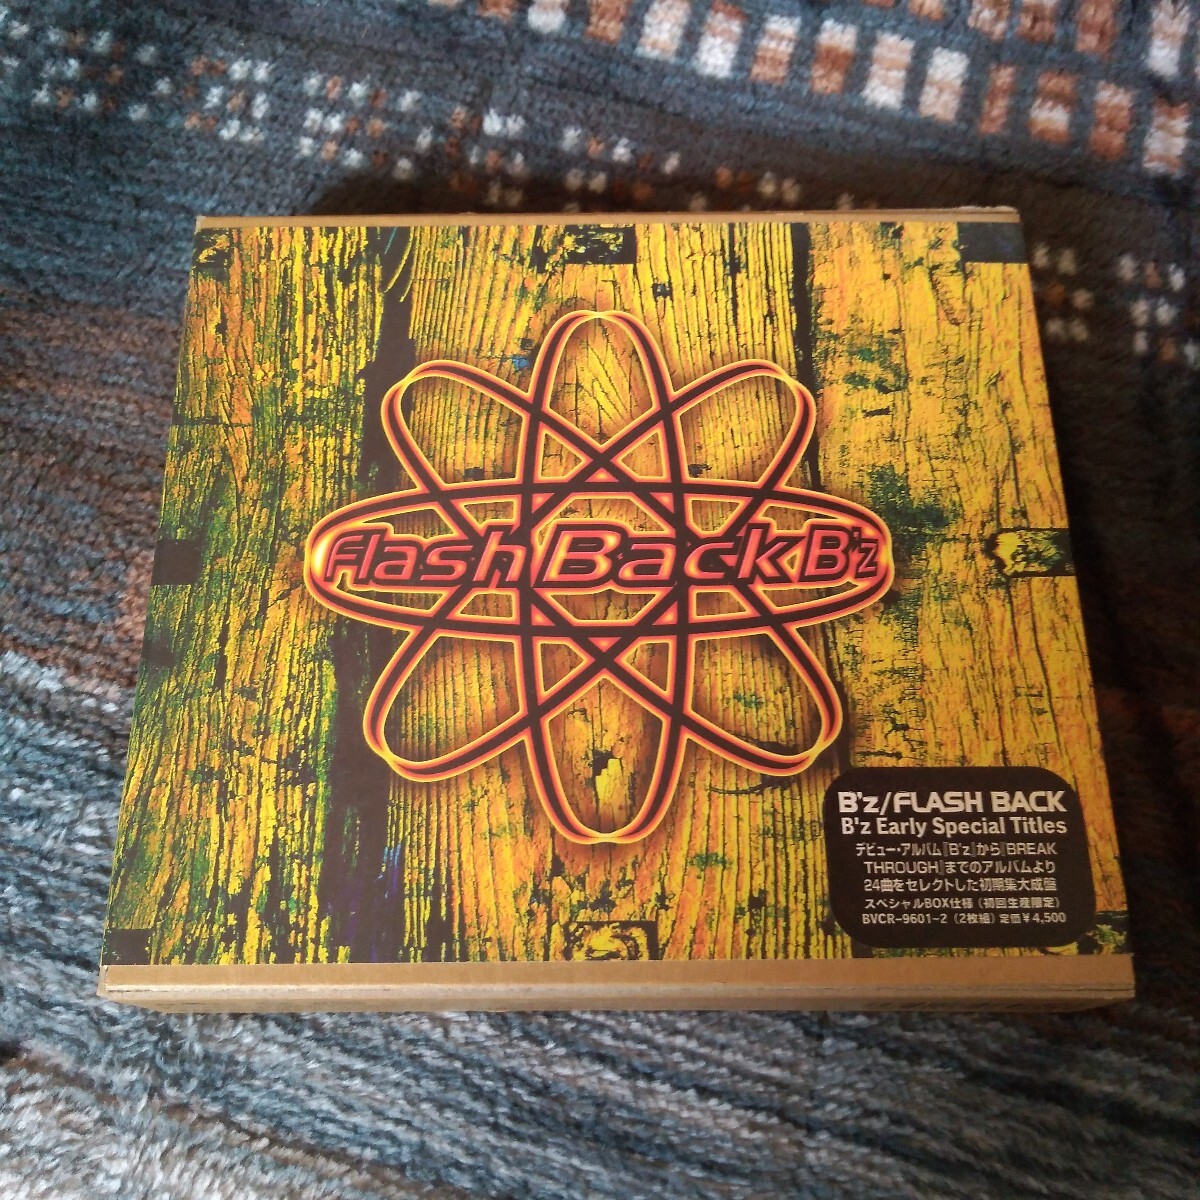 Flash Back B'z
B'z/FLASH BACK
B'z Early Special Titles
デビュー・アルバム『B'z』から『BREAK
THROUGH』までのアルバムより
24曲をセレクトした初期集大成盤
スペシャルBOX仕様（初回生産限定）
BVCR-9601-2（2枚組）定価¥4,500